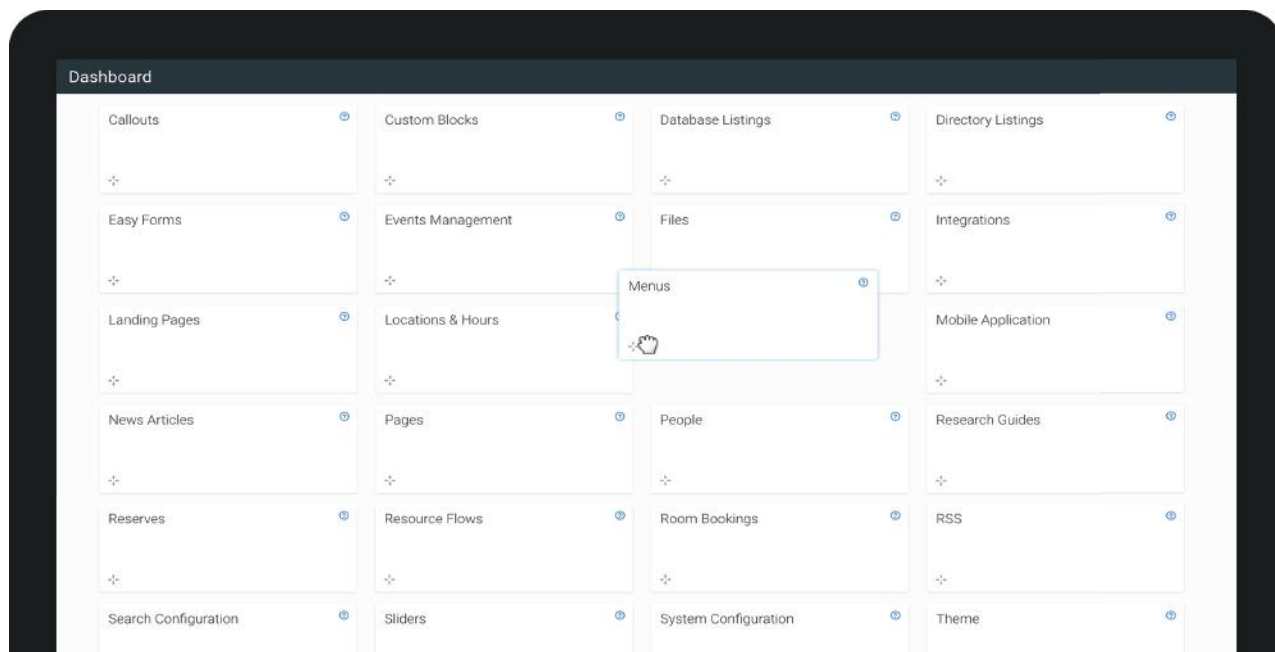 Dashboard
Callouts
Custom Blocks
Database Listings
Directory Listings
Easy Forms
Events Management
Files
Integrations
Menus
Landing Pages
Locations & Hours
Mobile Application
News Articles
Pages
People
Research Guides
Reserves
Resource Flows
Room Bookings
RSS
Search Configuration
Sliders
System Configuration
Theme